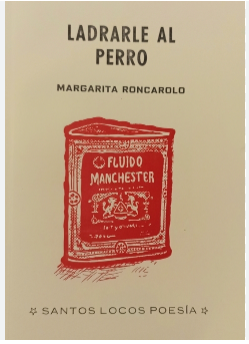 LADRARLE AL
PERRO
MARGARITA RONCAROLO
FLUIDO
MANCHESTER
☆ SANTOS LOCOS POESÍA ☆